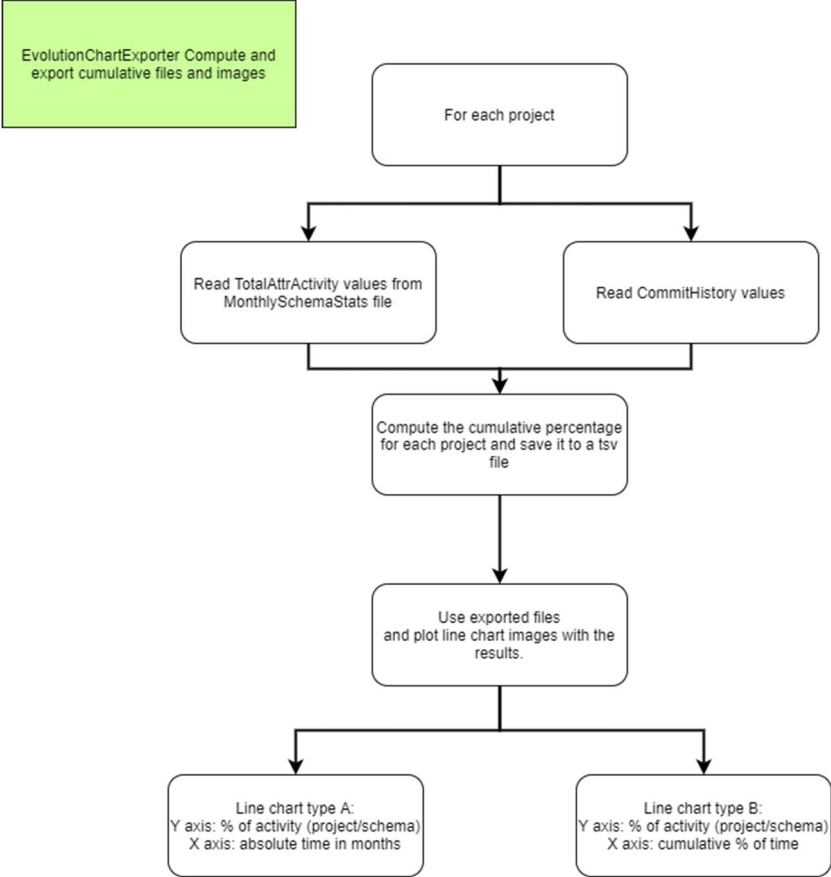 EvolutionChartExporter Compute and
export cumulative files and images
For each project
Read TotalAttrActivity values from
MonthlySchemaStats file
Read CommitHistory values
Compute the cumulative percentage
for each project and save it to a tsv
file
Use exported files
and plot line chart images with the
results.
Line chart type A:
Y axis: % of activity (project/schema)
X axis: absolute time in months
Line chart type B:
Y axis: % of activity (project/schema)
X axis: cumulative % of time